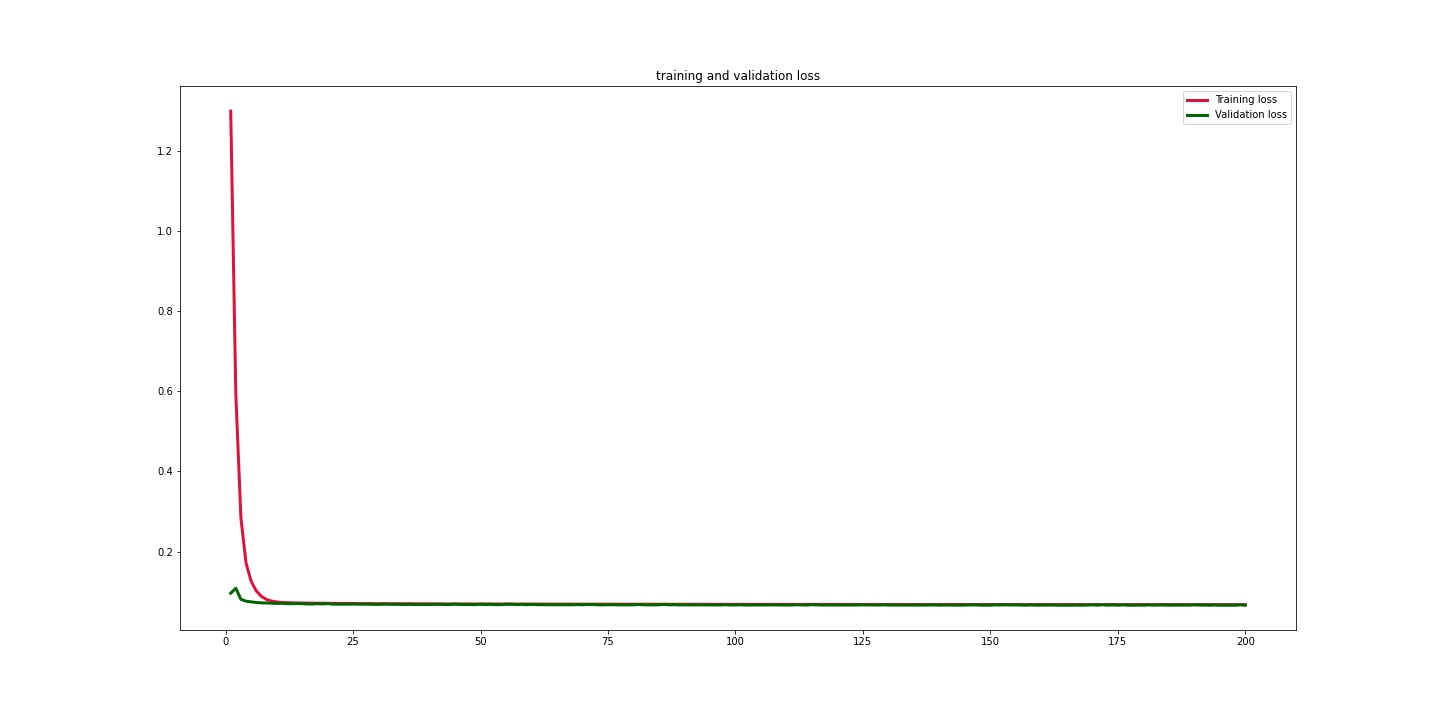 training and validation loss
Training loss
Validation loss
1.2
1.0
0.8
0.6
0.4
0.2
0 25 50 75 100 125 150 175 200